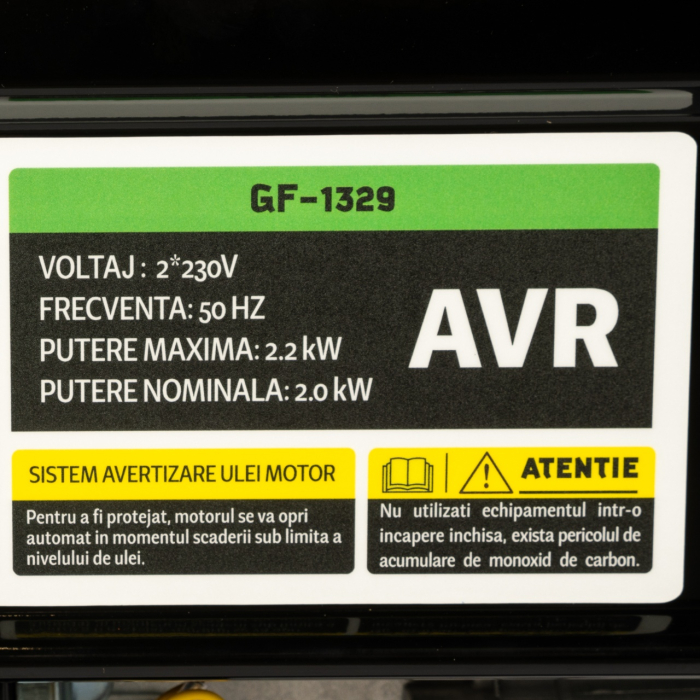 GF-1329
VOLTAJ : 2*230V
FRECVENTA: 50 HZ
PUTERE MAXIMA: 2.2 kW
PUTERE NOMINALA: 2.0 kW
AVR
SISTEM AVERTIZARE ULEI MOTOR
Pentru a fi protejat, motorul se va opri
automat in momentul scaderii sub limita a
nivelului de ulei.
ATENTIE
Nu utilizati echipamentul intr-o
incapere inchisa, exista pericolul de
acumulare de monoxid de carbon.